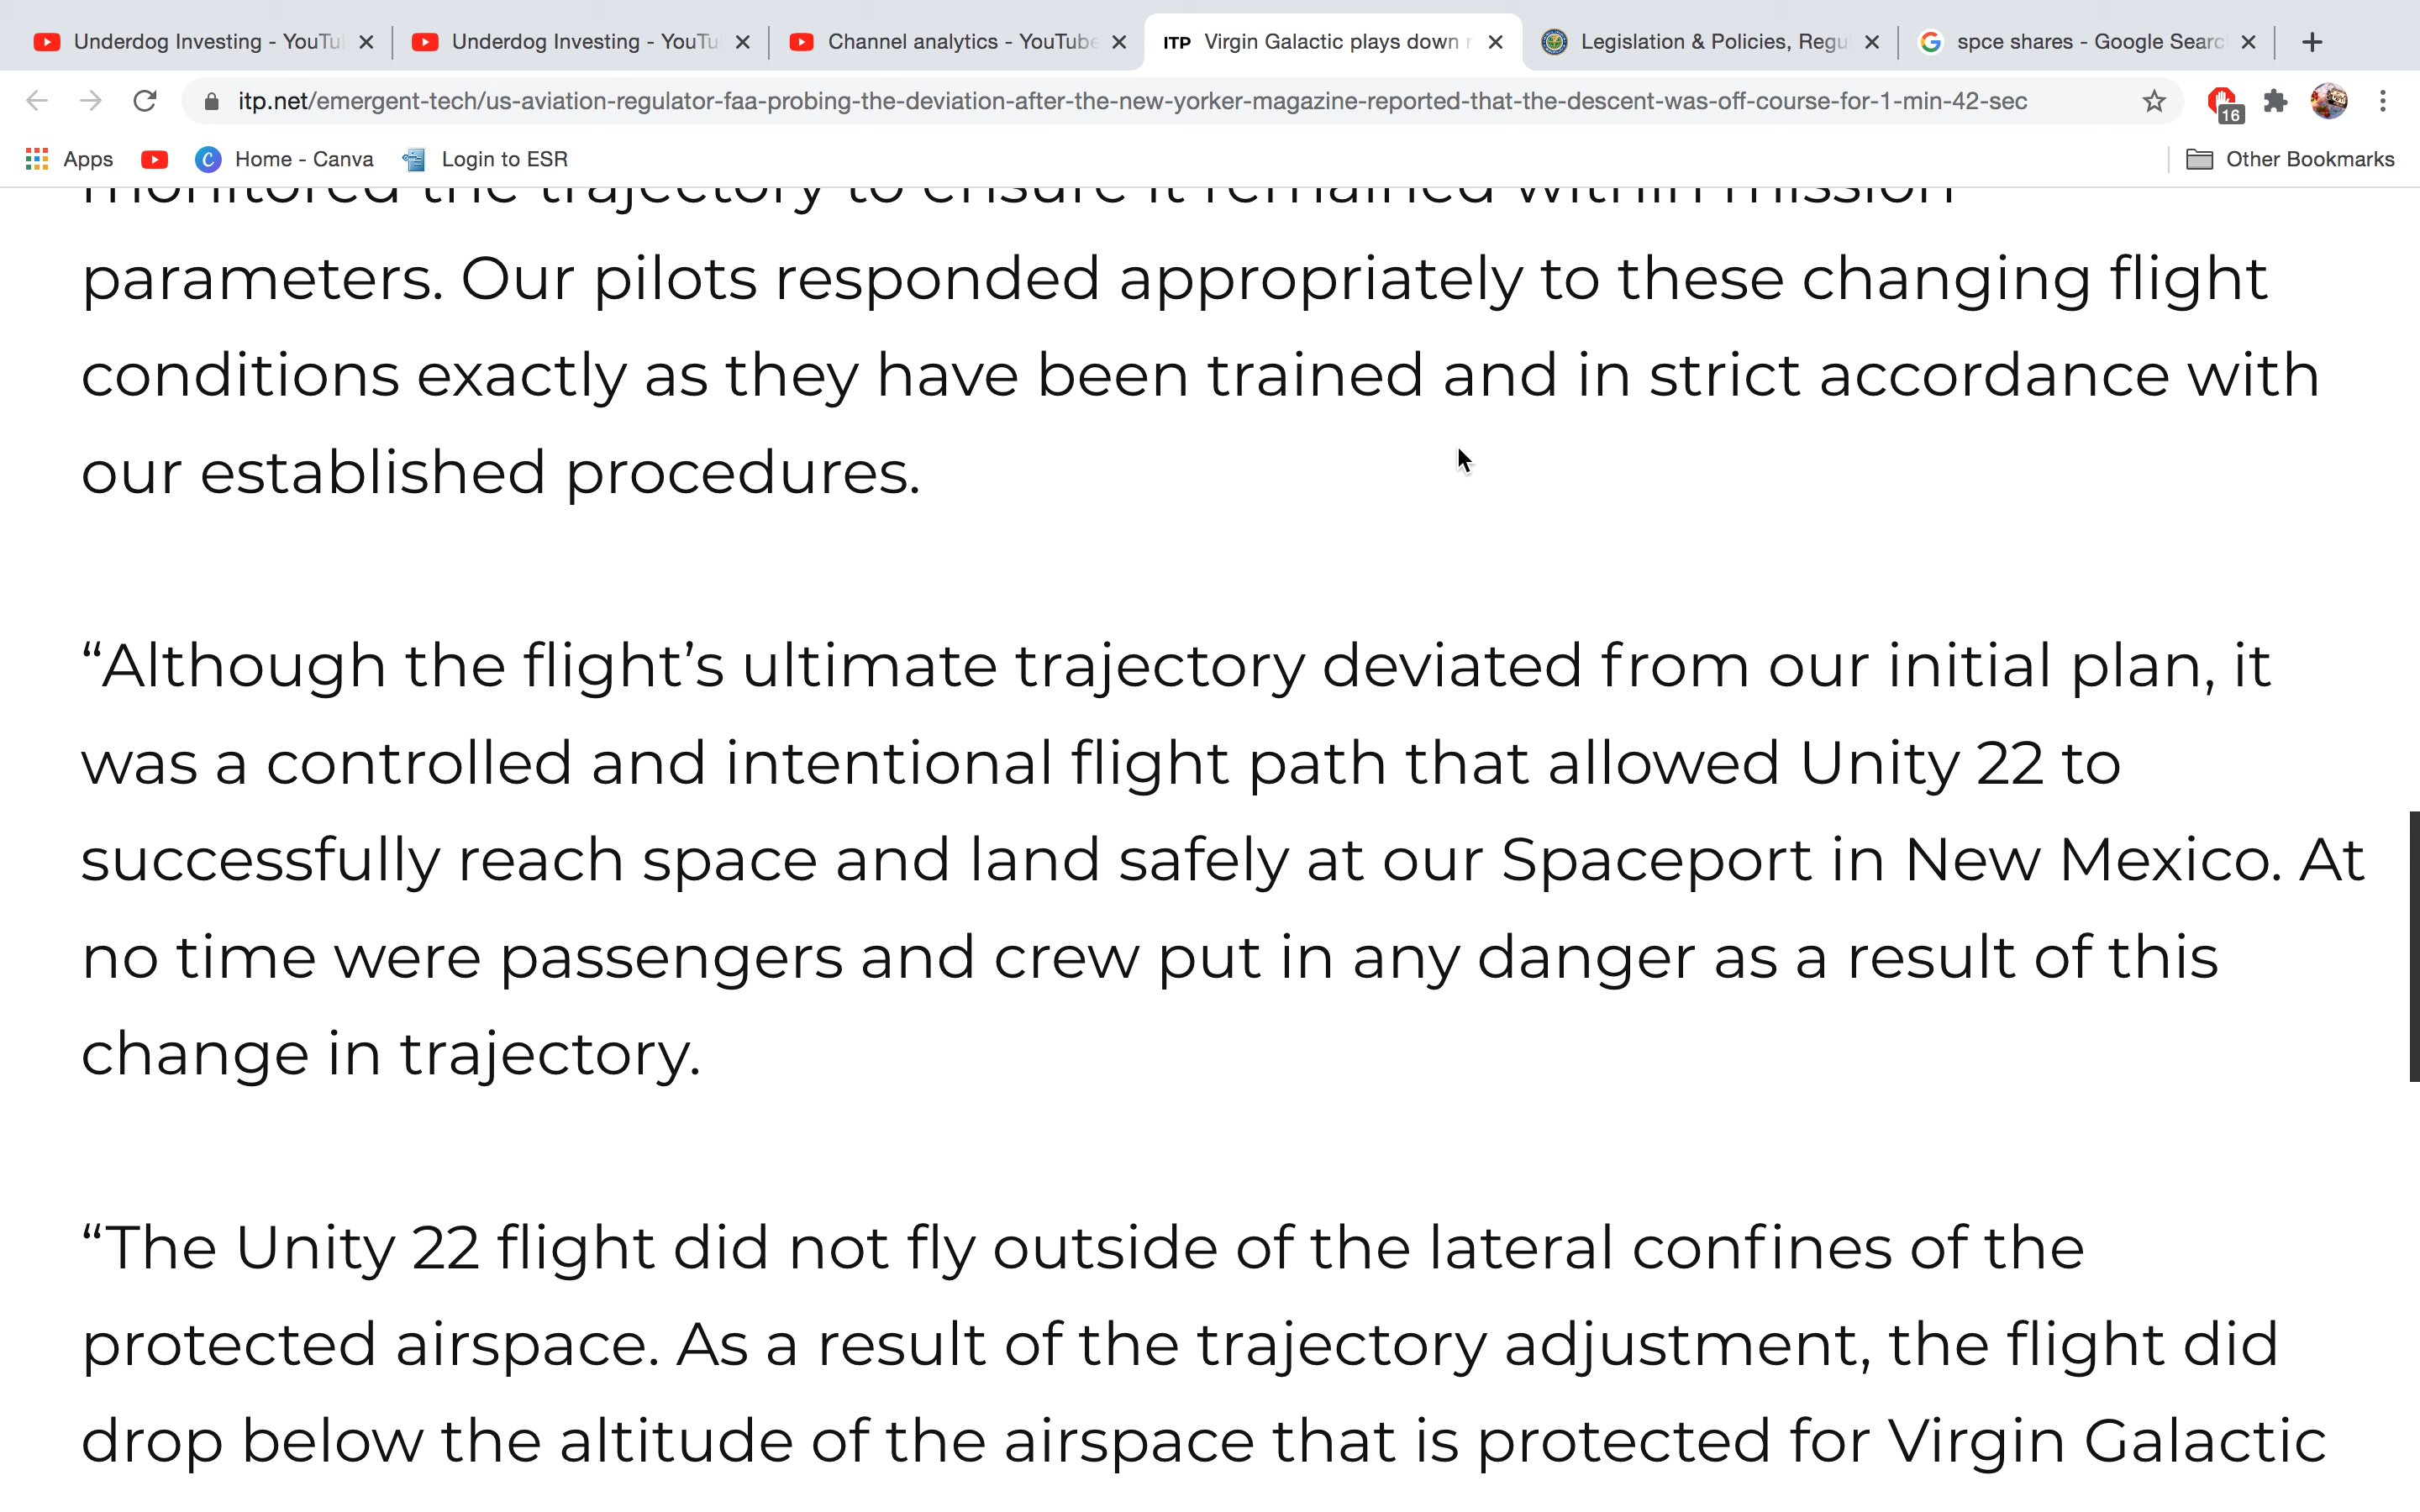 Underdog Investing - YouTu
Underdog Investing - YouTu
Channel analytics - YouTube
ITP Virgin Galactic plays down r
Legislation & Policies, Regu
spce shares - Google Searc
itp.net/emergent-tech/us-aviation-regulator-faa-probing-the-deviation-after-the-new-yorker-magazine-reported-that-the-descent-was-off-course-for-1-min-42-sec
16
Apps
Home - Canva
Login to ESR
Other Bookmarks
monitored the trajectory to ensure it remained within mission
parameters. Our pilots responded appropriately to these changing flight
conditions exactly as they have been trained and in strict accordance with
our established procedures.
“Although the flight’s ultimate trajectory deviated from our initial plan, it
was a controlled and intentional flight path that allowed Unity 22 to
successfully reach space and land safely at our Spaceport in New Mexico. At
no time were passengers and crew put in any danger as a result of this
change in trajectory.
“The Unity 22 flight did not fly outside of the lateral confines of the
protected airspace. As a result of the trajectory adjustment, the flight did
drop below the altitude of the airspace that is protected for Virgin Galactic